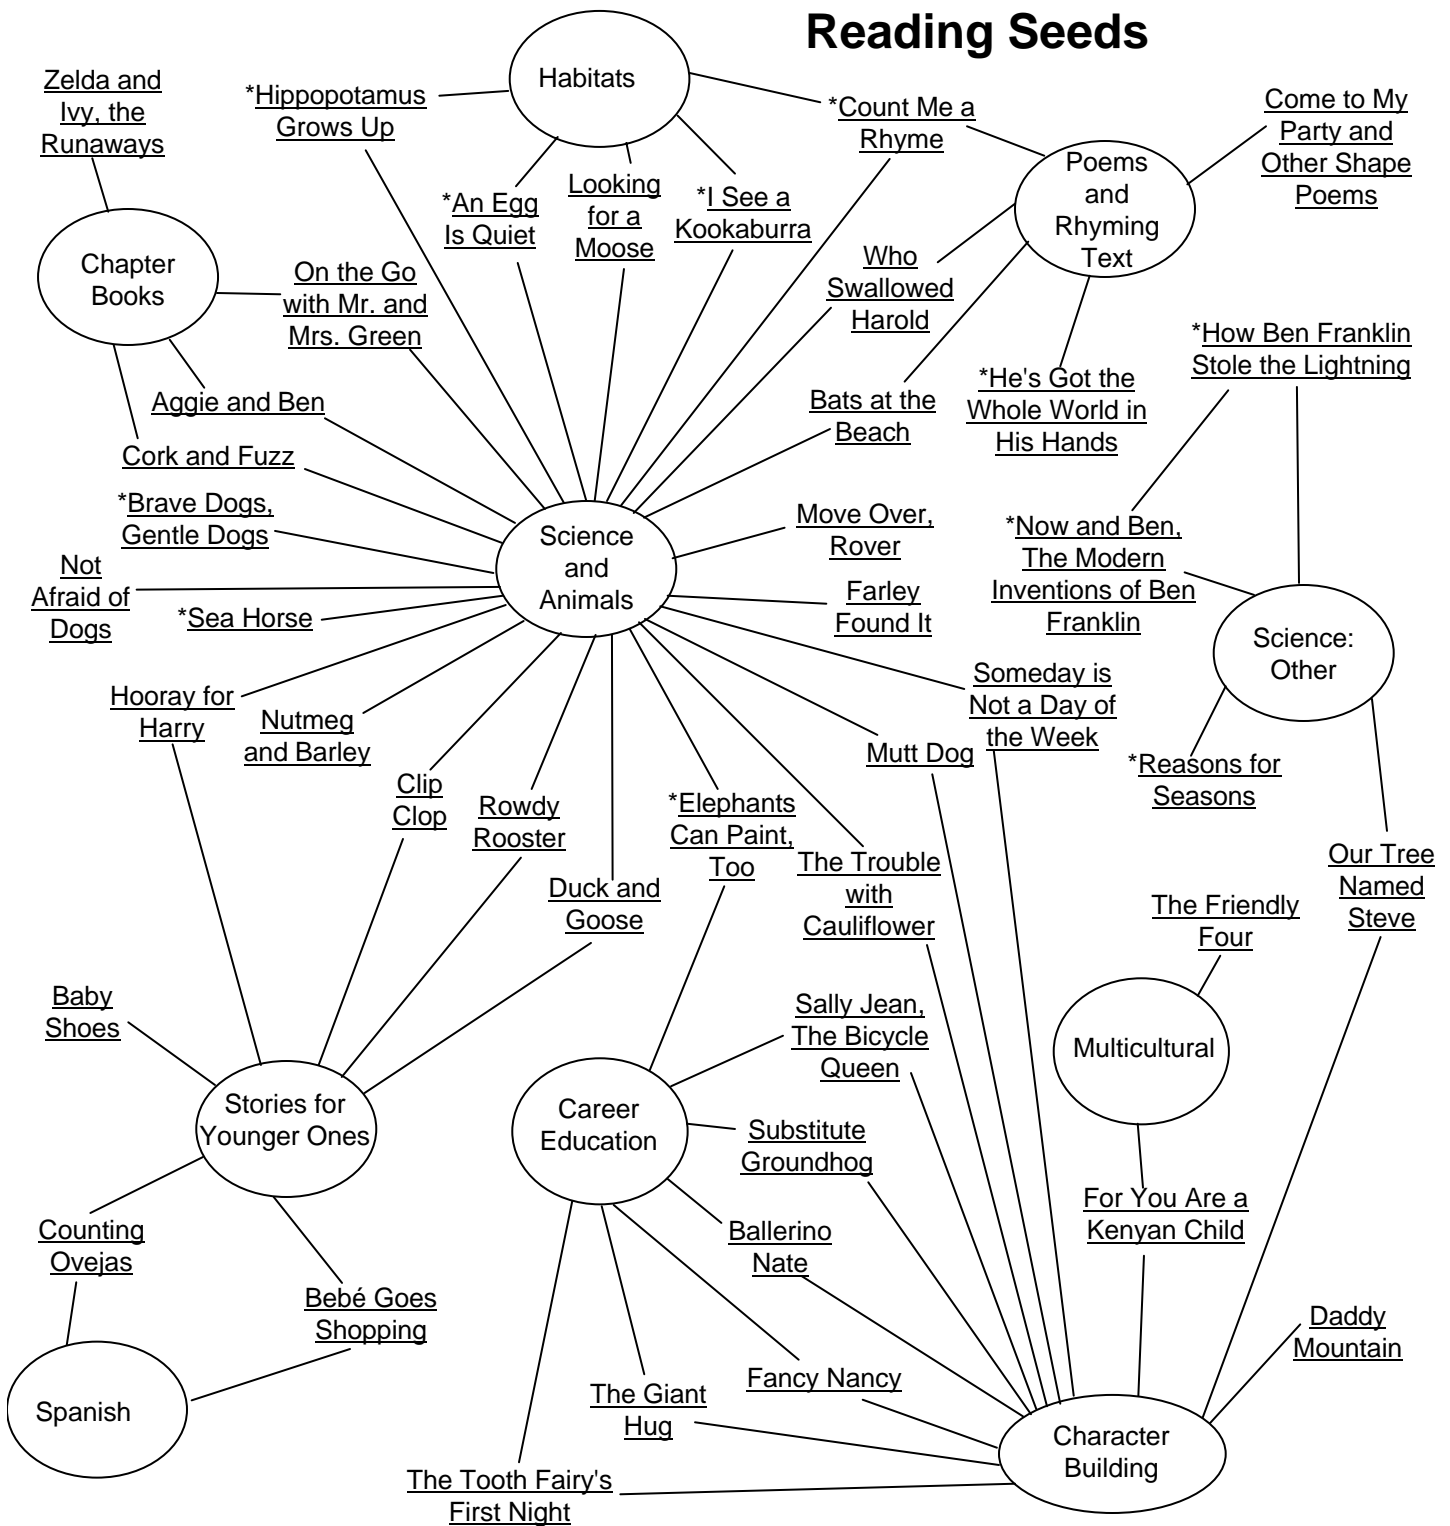 Reading Seeds
Habitats
Zelda and
Ivy, the
Runaways
*Hippopotamus
Grows Up
*Count Me a
Rhyme
Come to My
Party and
Other Shape
Poems
Poems
and
Rhyming
Text
*An Egg
Is Quiet
Looking
for a
Moose
*I See a
Kookaburra
Chapter
Books
On the Go
with Mr. and
Mrs. Green
Who
Swallowed
Harold
*How Ben Franklin
Stole the Lightning
Aggie and Ben
Bats at the
Beach
*He's Got the
Whole World in
His Hands
Cork and Fuzz
*Brave Dogs,
Gentle Dogs
Science
and
Animals
Move Over,
Rover
*Now and Ben,
The Modern
Inventions of Ben
Franklin
Not
Afraid of
Dogs
*Sea Horse
Farley
Found It
Science:
Other
Hooray for
Harry
Nutmeg
and Barley
Someday is
Not a Day of
the Week
Mutt Dog
*Reasons for
Seasons
Clip
Clop
Rowdy
Rooster
*Elephants
Can Paint,
Too
The Trouble
with
Cauliflower
Our Tree
Named
Steve
Duck and
Goose
The Friendly
Four
Baby
Shoes
Sally Jean,
The Bicycle
Queen
Multicultural
Stories for
Younger Ones
Career
Education
Substitute
Groundhog
For You Are a
Kenyan Child
Counting
Ovejas
Ballerino
Nate
Bebé Goes
Shopping
Daddy
Mountain
Spanish
The Giant
Hug
Fancy Nancy
Character
Building
The Tooth Fairy's
First Night